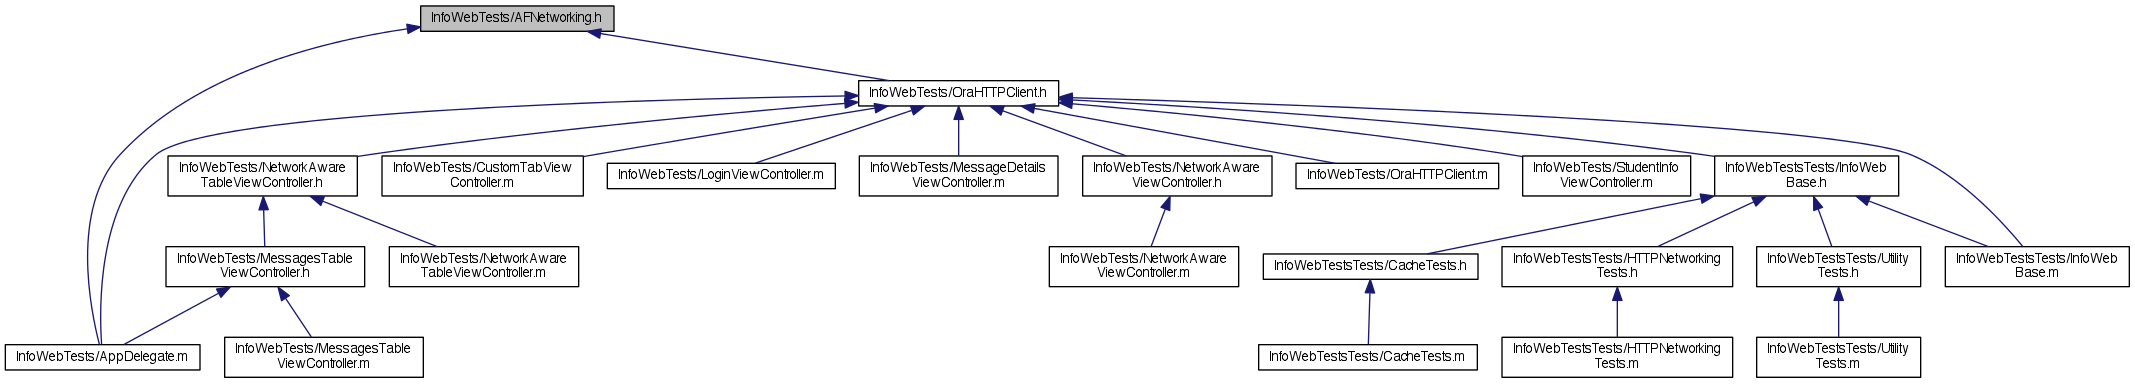 InfoWebTests/AFNetworking.h
InfoWebTests/OraHTTPClient.h
InfoWebTests/NetworkAware
TableViewController.h
InfoWebTests/CustomTabView
Controller.m
InfoWebTests/LoginViewController.m
InfoWebTests/MessageDetails
ViewController.m
InfoWebTests/NetworkAware
ViewController.h
InfoWebTests/OraHTTPClient.m
InfoWebTests/StudentInfo
ViewController.m
InfoWebTestsTests/InfoWeb
Base.h
InfoWebTests/MessagesTable
ViewController.h
InfoWebTests/NetworkAware
TableViewController.m
InfoWebTests/NetworkAware
ViewController.m
InfoWebTestsTests/CacheTests.h
InfoWebTestsTests/HTTPNetworking
Tests.h
InfoWebTestsTests/Utility
Tests.h
InfoWebTestsTests/InfoWeb
Base.m
InfoWebTests/AppDelegate.m
InfoWebTests/MessagesTable
ViewController.m
InfoWebTestsTests/CacheTests.m
InfoWebTestsTests/HTTPNetworking
Tests.m
InfoWebTestsTests/Utility
Tests.m